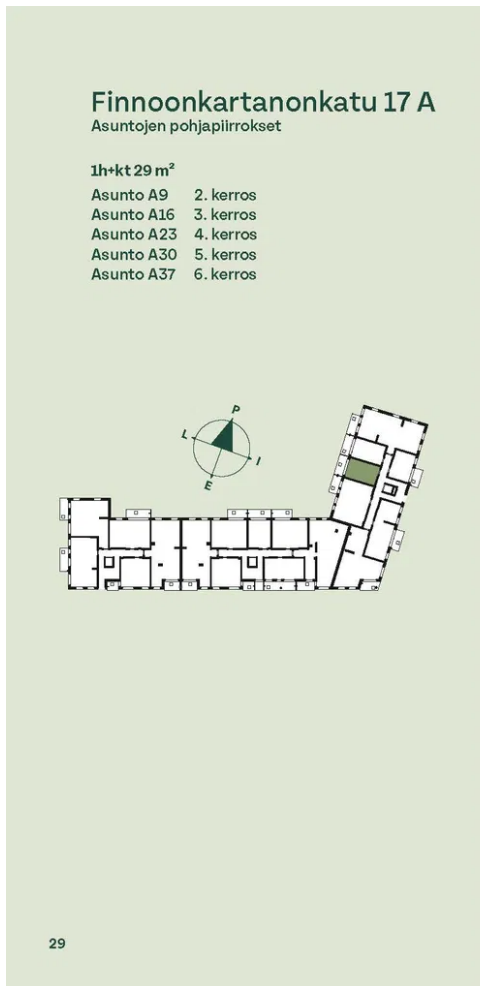 Finnoonkartanonkatu 17 A
Asuntojen pohjapiirrokset
1h+kt 29 m²
Asunto A9 2. kerros
Asunto A16 3. kerros
Asunto A23 4. kerros
Asunto A30 5. kerros
Asunto A37 6. kerros
P
L
I
E
29